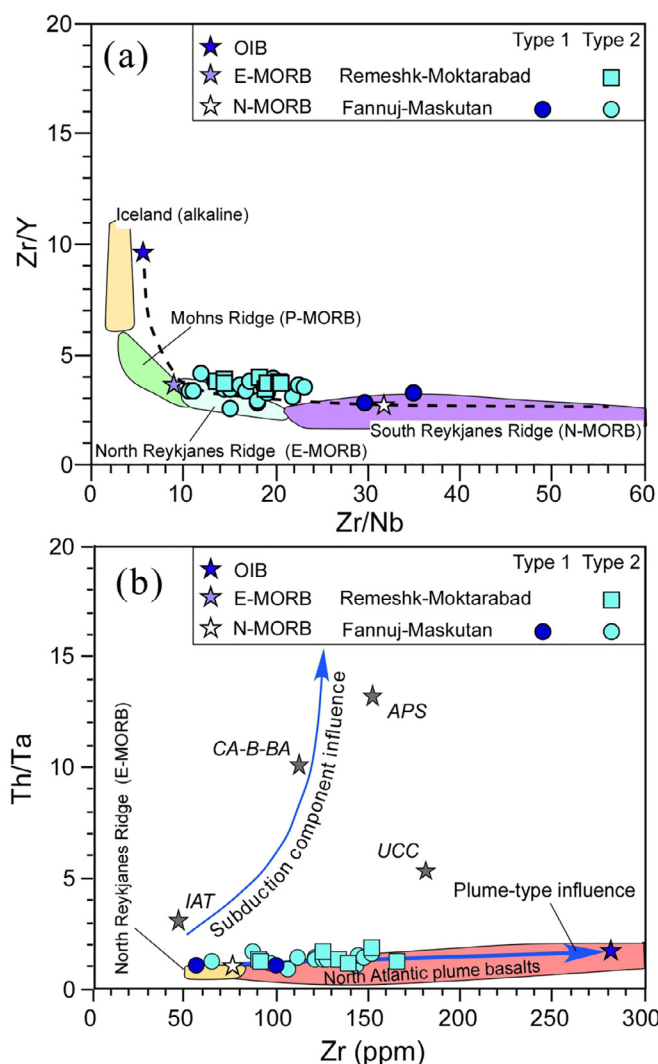 (a)
Type 1 Type 2
OIB
E-MORB Remeshk-Moktarabad
N-MORB Fannuj-Maskutan
20
15
10
5
0
Zr/Y
Iceland (alkaline)
Mohns Ridge (P-MORB)
North Reykjanes Ridge (E-MORB)
South Reykjanes Ridge (N-MORB)
0 10 20 30 40 50 60
Zr/Nb
(b)
Type 1 Type 2
OIB
E-MORB Remeshk-Moktarabad
N-MORB Fannuj-Maskutan
20
15
10
5
0
Th/Ta
North Reykjanes Ridge (E-MORB)
CA-B-BA
APS
Subduction component influence
UCC
IAT
Plume-type influence
North Atlantic plume basalts
0 50 100 150 200 250 300
Zr (ppm)